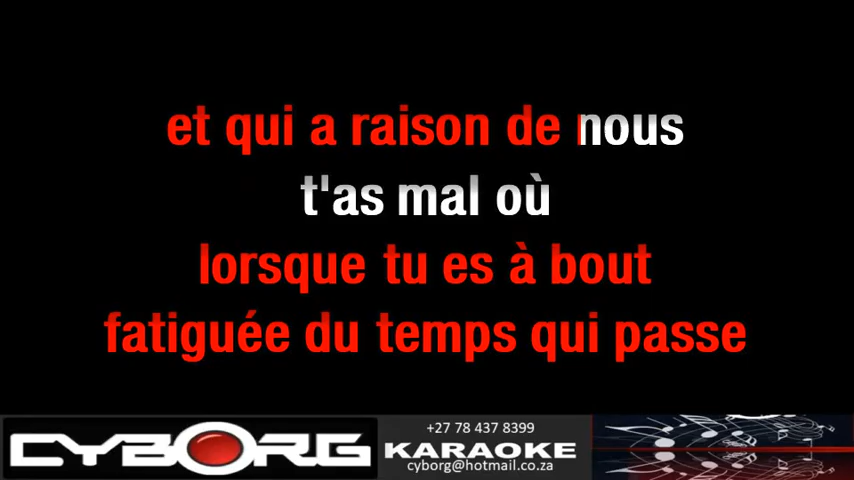 et qui a raison de nous
t'as mal où
lorsque tu es à bout
fatiguée du temps qui passe
CYBORG
+27 78 437 8399
KARAOKE
cyborg@hotmail.co.za